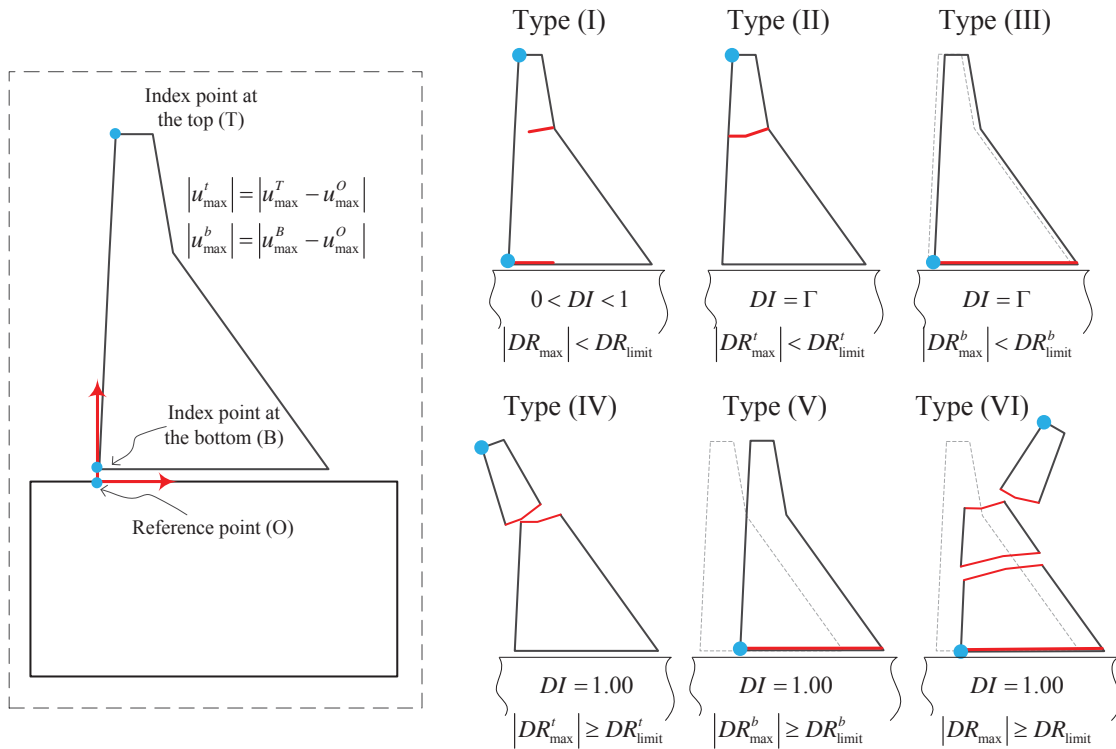 Index point at
the top (T)
|u^t_max| = |u^T_max − u^O_max|
|u^b_max| = |u^B_max − u^O_max|
Index point at
the bottom (B)
Reference point (O)
Type (I)
0 < DI < 1
|DR_max| < DR_limit
Type (II)
DI = Γ
|DR^t_max| < DR^t_limit
Type (III)
DI = Γ
|DR^b_max| < DR^b_limit
Type (IV)
DI = 1.00
|DR^t_max| ≥ DR^t_limit
Type (V)
DI = 1.00
|DR^b_max| ≥ DR^b_limit
Type (VI)
DI = 1.00
|DR_max| ≥ DR_limit